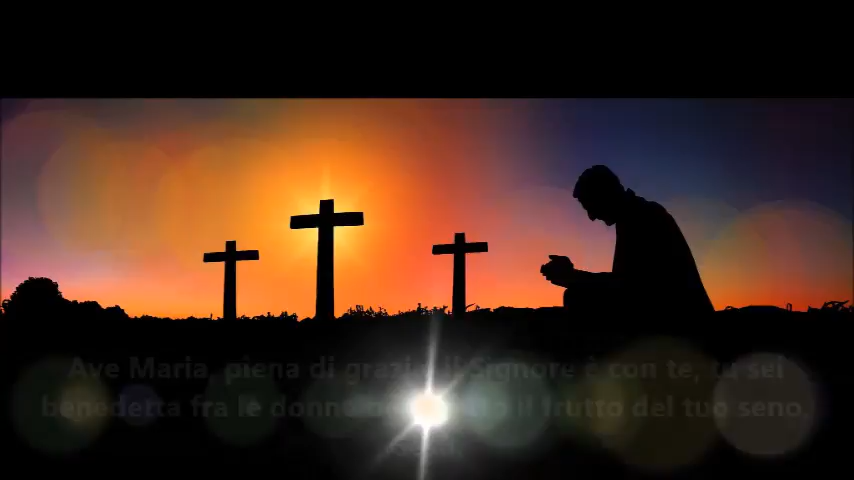 Ave Maria, piena di grazia, il Signore è con te, tu sei
benedetta fra le donne il frutto del tuo seno